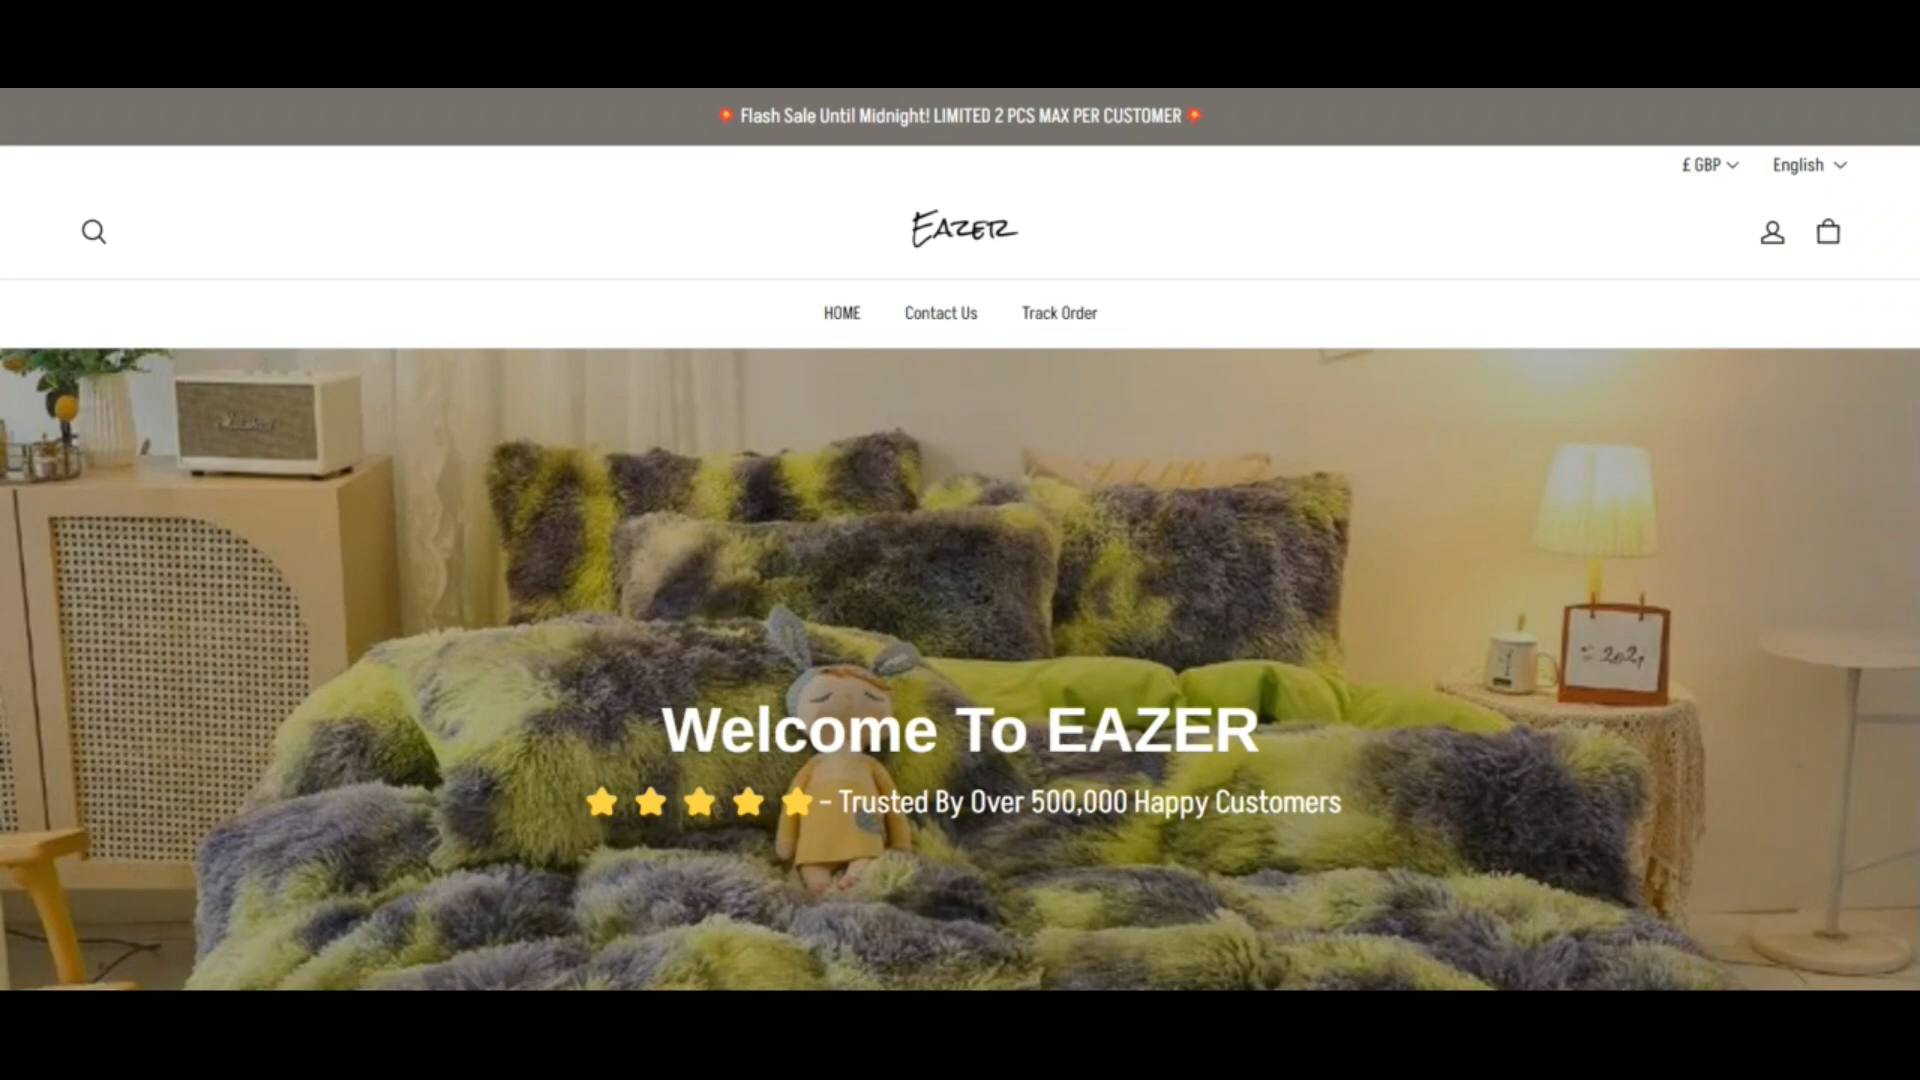 Flash Sale Until Midnight! LIMITED 2 PCS MAX PER CUSTOMER
£ GBP
English
EAZER
HOME
Contact Us
Track Order
Welcome To EAZER
– Trusted By Over 500,000 Happy Customers